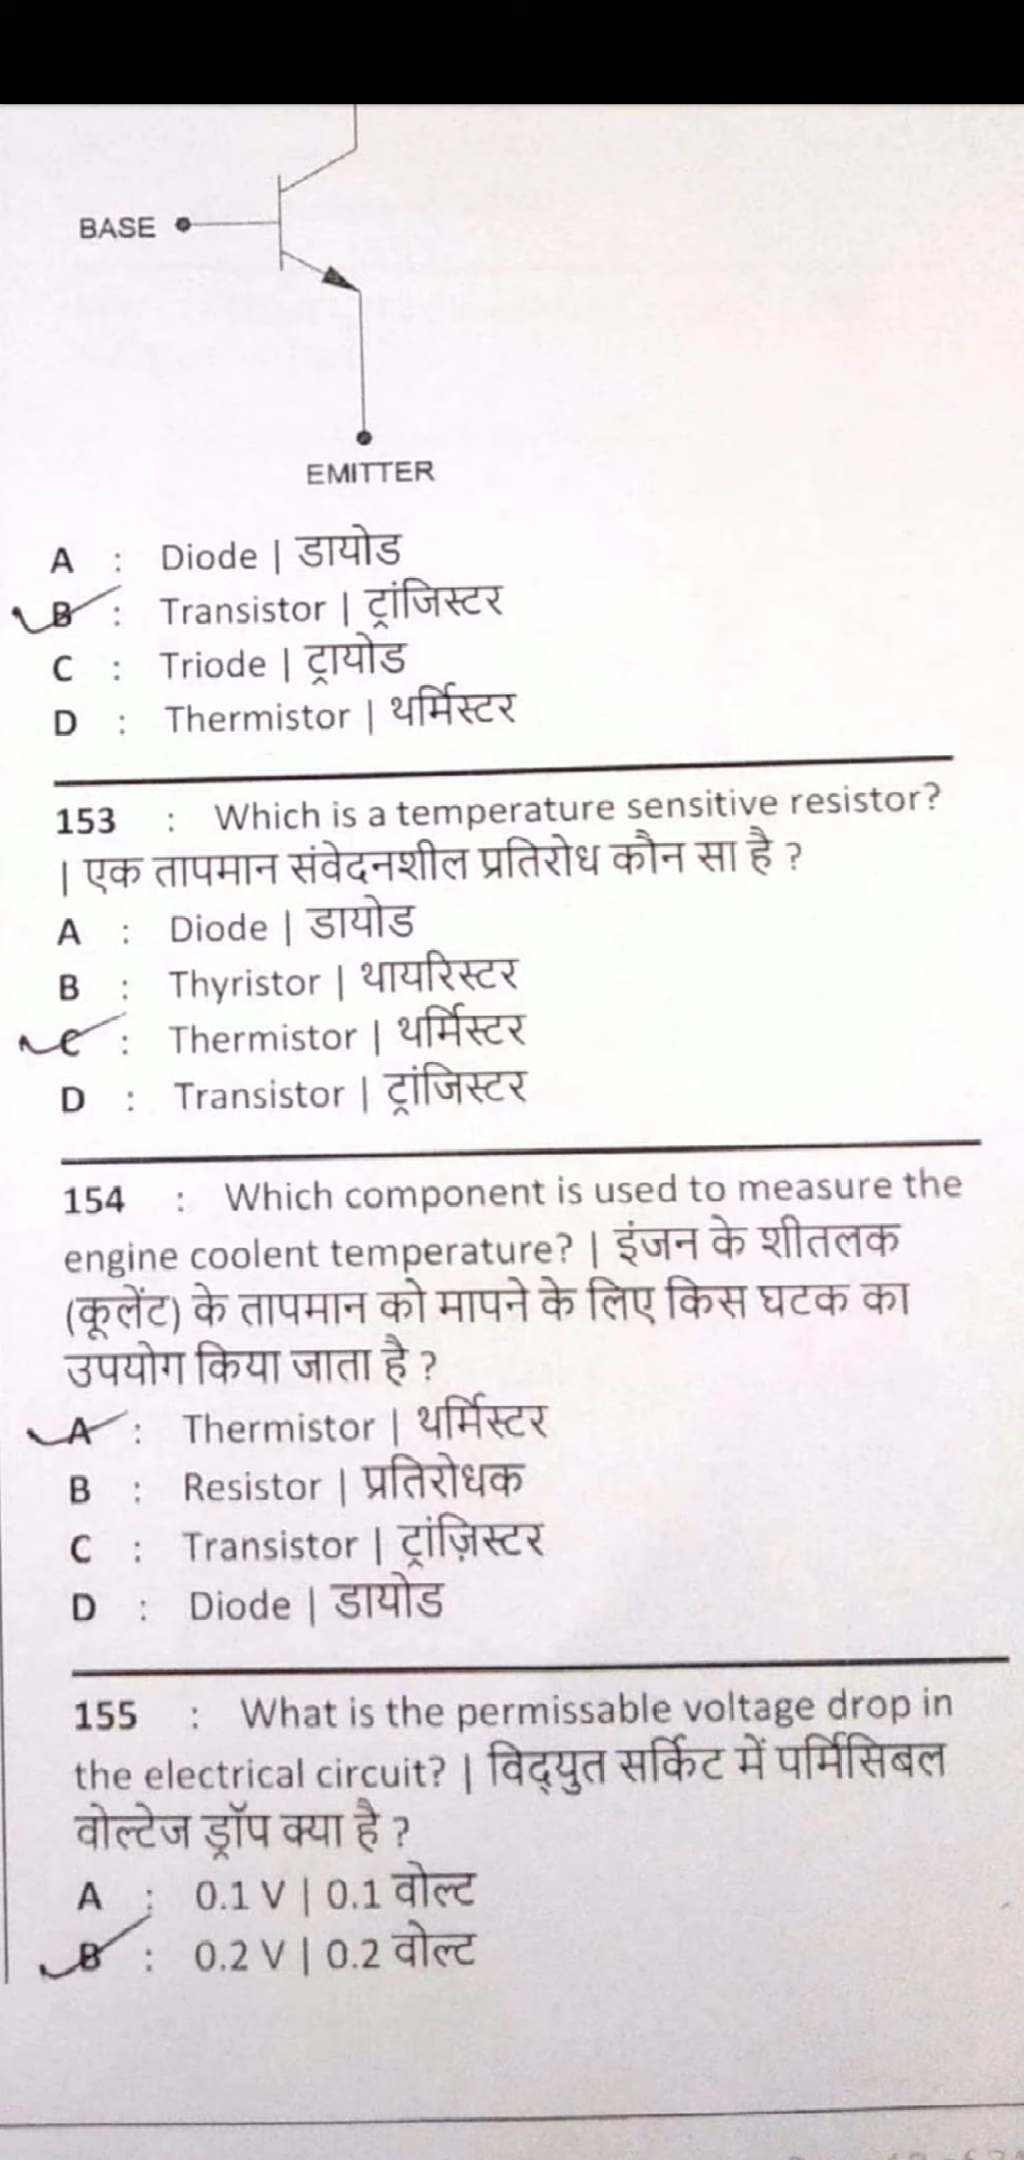 BASE
EMITTER
A : Diode | डायोड
B : Transistor | ट्रांजिस्टर
C : Triode | ट्रायोड
D : Thermistor | थर्मिस्टर
153 : Which is a temperature sensitive resistor?
| एक तापमान संवेदनशील प्रतिरोध कौन सा है ?
A : Diode | डायोड
B : Thyristor | थायरिस्टर
C : Thermistor | थर्मिस्टर
D : Transistor | ट्रांजिस्टर
154 : Which component is used to measure the
engine coolent temperature? | इंजन के शीतलक
(कूलेंट) के तापमान को मापने के लिए किस घटक का
उपयोग किया जाता है ?
A : Thermistor | थर्मिस्टर
B : Resistor | प्रतिरोधक
C : Transistor | ट्रांज़िस्टर
D : Diode | डायोड
155 : What is the permissable voltage drop in
the electrical circuit? | विद्युत सर्किट में पर्मिसिबल
वोल्टेज ड्रॉप क्या है ?
A : 0.1 V | 0.1 वोल्ट
B : 0.2 V | 0.2 वोल्ट